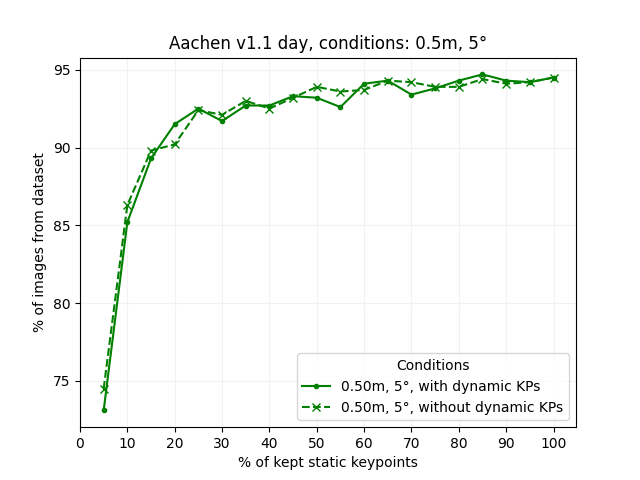 Aachen v1.1 day, conditions: 0.5m, 5°
% of images from dataset
95
90
85
80
75
0 10 20 30 40 50 60 70 80 90 100
% of kept static keypoints
Conditions
0.50m, 5°, with dynamic KPs
0.50m, 5°, without dynamic KPs